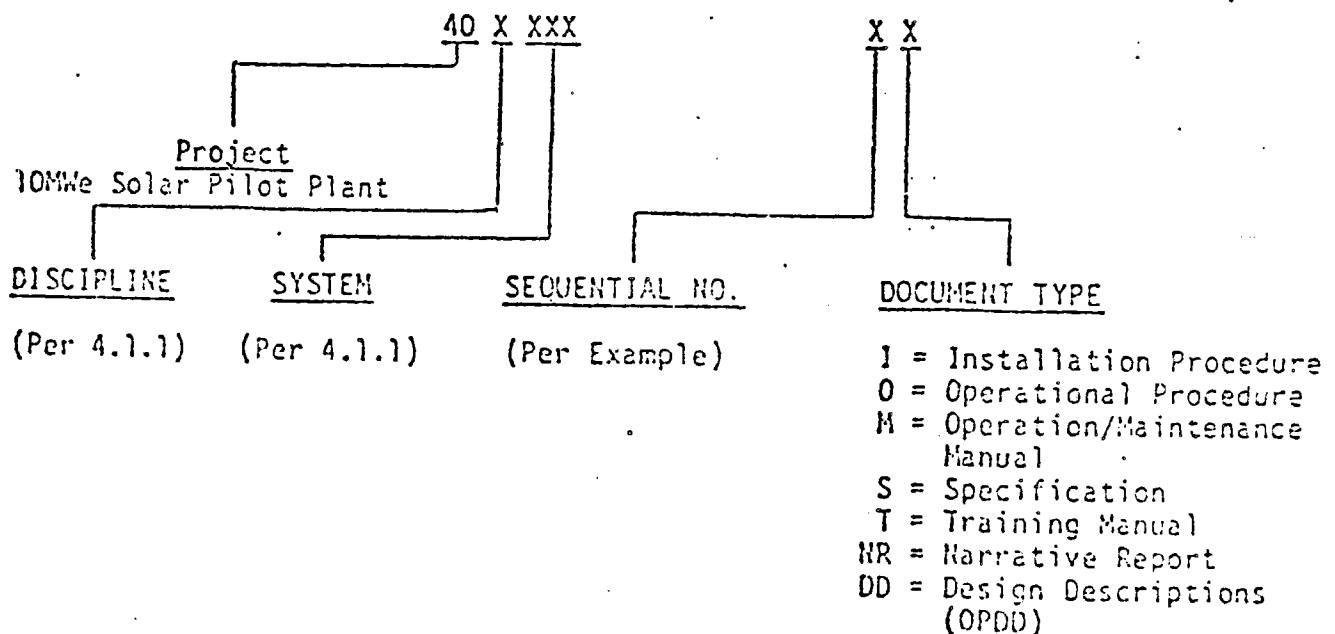 40 X XXX X X
Project
10MWe Solar Pilot Plant
DISCIPLINE SYSTEM SEQUENTIAL NO. DOCUMENT TYPE
(Per 4.1.1) (Per 4.1.1) (Per Example)
I = Installation Procedure
O = Operational Procedure
M = Operation/Maintenance
Manual
S = Specification
T = Training Manual
NR = Narrative Report
DD = Design Descriptions
(OPDD)